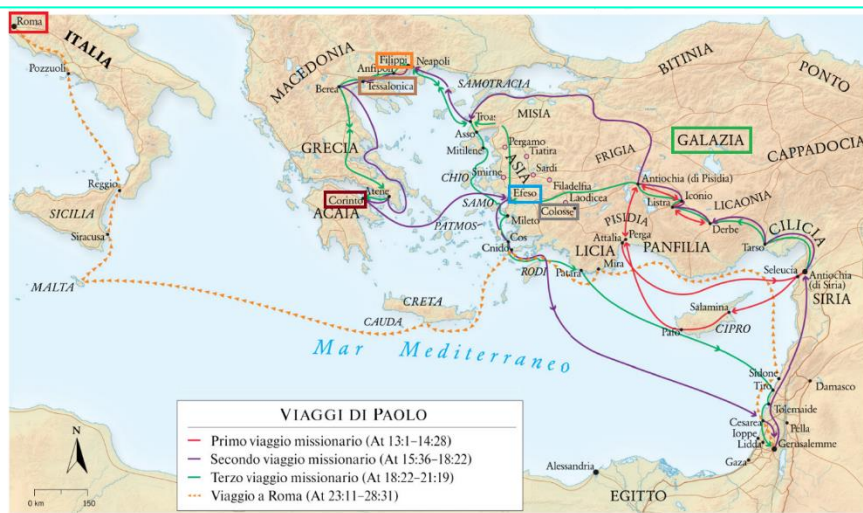 Roma
ITALIA
Pozzuoli
MACEDONIA
Filippi
Neapoli
Anfipoli
Berea
Tessalonica
SAMOTRACIA
BITINIA
PONTO
Troas
MISIA
Asso
Mitilene
Pergamo
Tiatira
GRECIA
ASIA
FRIGIA
GALAZIA
CAPPADOCIA
CHIO
Smirne
Sardi
Filadelfia
Antiochia (di Pisidia)
Reggio
Corinto
Atene
SAMO
Efeso
Laodicea
Iconio
LICAONIA
Colosse
Listra
SICILIA
ACAIA
PATMOS
Mileto
PISIDIA
Derbe
CILICIA
Siracusa
Cos
Attalia
Perga
Tarso
Cnido
LICIA
PANFILIA
MALTA
RODI
Patara
Mira
Seleucia
Antiochia
(di Siria)
SIRIA
CRETA
Salamina
CAUDA
Pafo
CIPRO
Mar Mediterraneo
Sidone
Tiro
Damasco
Tolemaide
Cesarea
Pella
Ioppe
Lidda
Gerusalemme
Gaza
Alessandria
EGITTO
VIAGGI DI PAOLO
Primo viaggio missionario (At 13:1–14:28)
Secondo viaggio missionario (At 15:36–18:22)
Terzo viaggio missionario (At 18:22–21:19)
Viaggio a Roma (At 23:11–28:31)
N
0 km 150